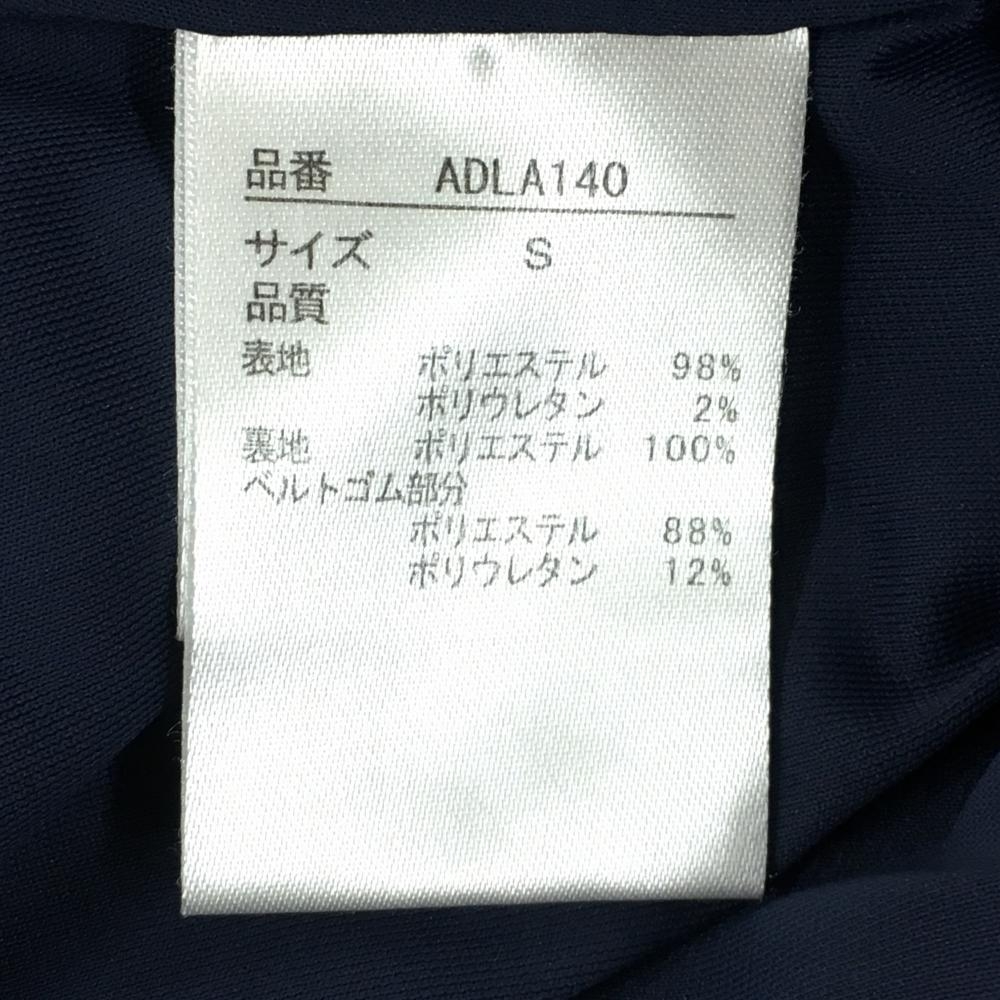 品番 ADLA140
サイズ S
品質
表地 ポリエステル 98%
ポリウレタン 2%
裏地 ポリエステル 100%
ベルトゴム部分
ポリエステル 88%
ポリウレタン 12%